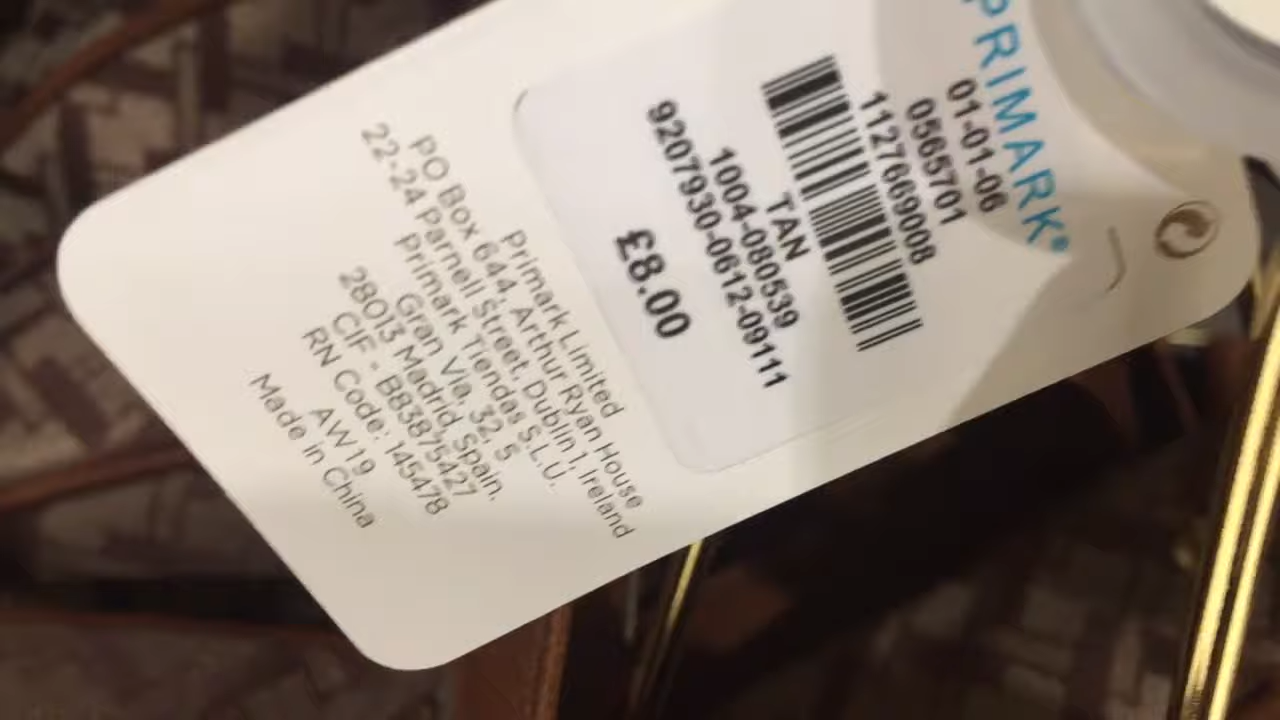 PRIMARK®
01-01-06
0565701
1127669008
TAN
1004-080539
9207930-0612-09111
£8.00
Primark Limited
PO Box 644, Arthur Ryan House
22-24 Parnell Street, Dublin 1, Ireland
Primark Tiendas S.L.U.
Gran Via, 32, 5
28013 Madrid, Spain.
CIF - B83875427
RN Code: 145478
AW19
Made in China